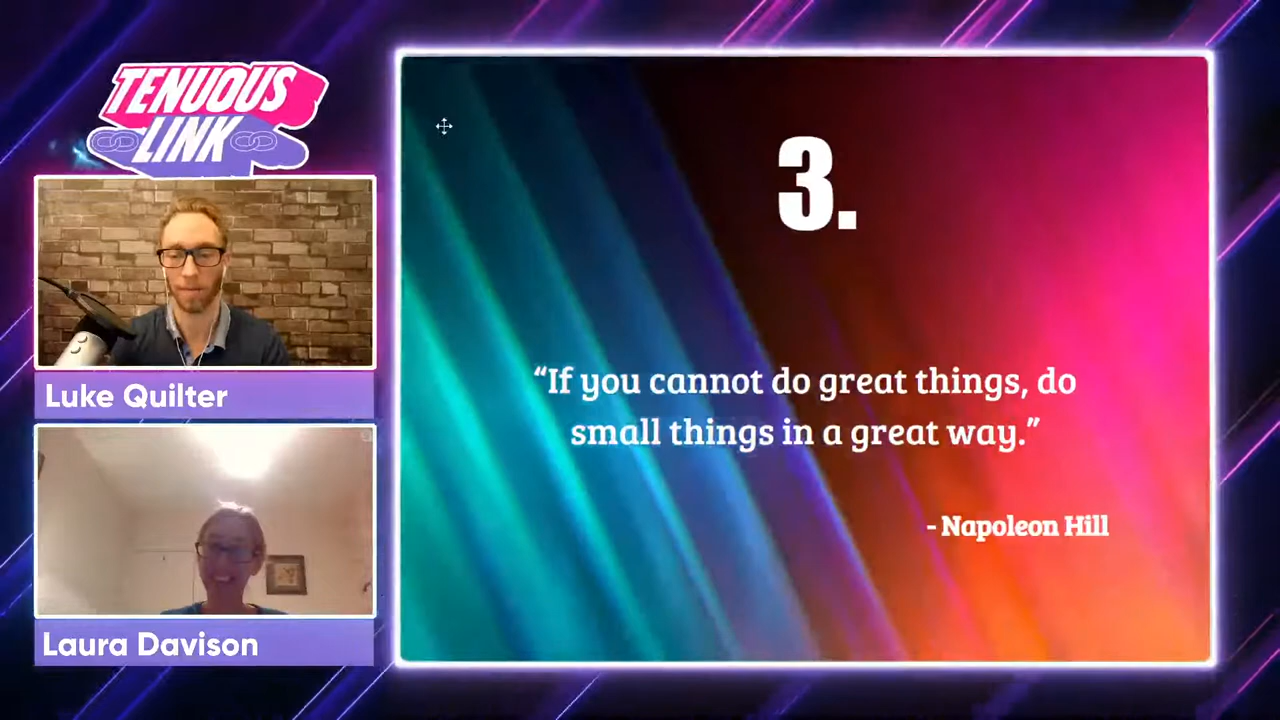 TENUOUS
LINK
Luke Quilter
Laura Davison
3.
“If you cannot do great things, do
small things in a great way.”
- Napoleon Hill